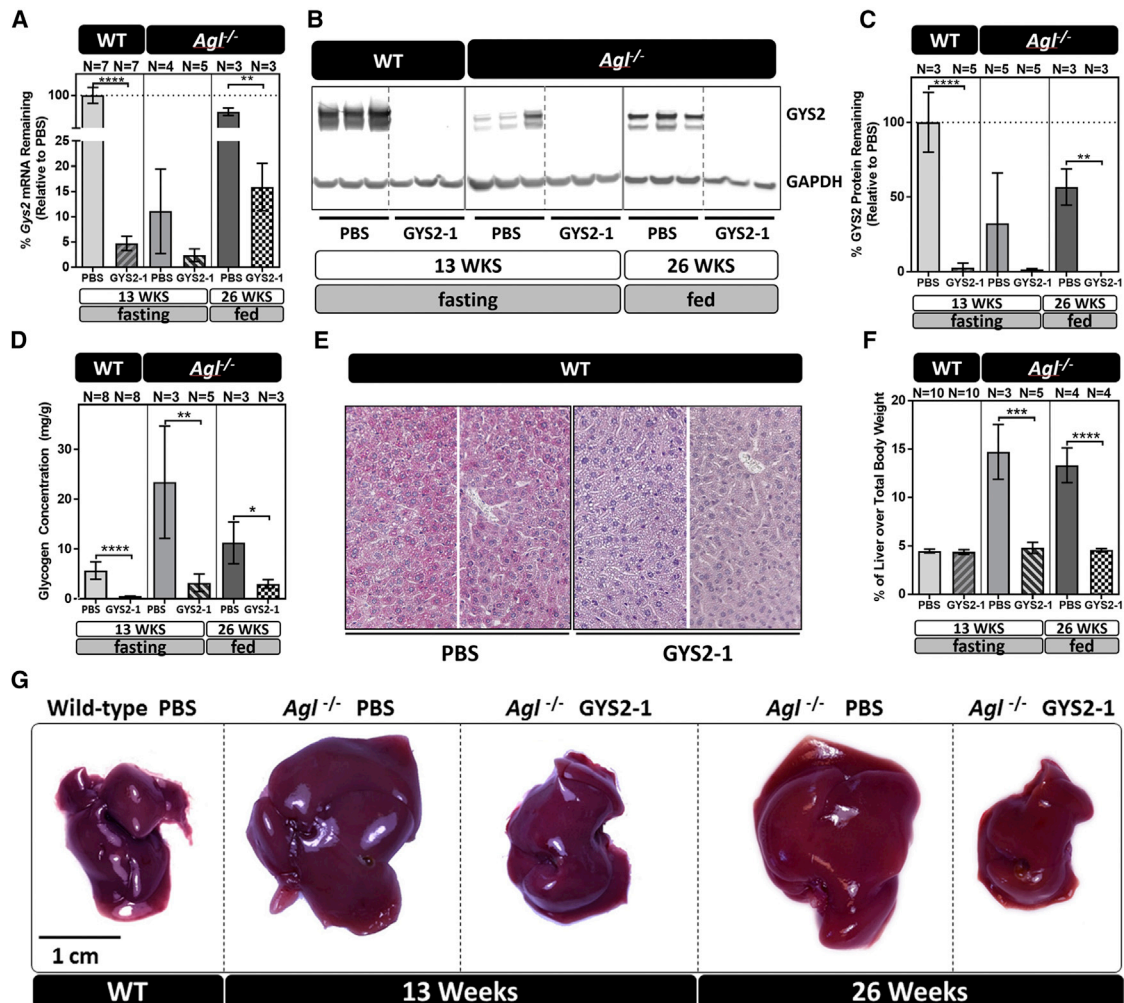 A
WT
Agl-/-
N=7 N=7 N=4 N=5 N=3 N=3
****
**
% Gys2 mRNA Remaining
(Relative to PBS)
100
25
20
15
10
5
0
PBS GYS2-1 PBS GYS2-1 PBS GYS2-1
13 WKS
26 WKS
fasting
fed
B
WT
Agl-/-
GYS2
GAPDH
PBS GYS2-1 PBS GYS2-1 PBS GYS2-1
13 WKS
26 WKS
fasting
fed
C
WT
Agl-/-
N=3 N=5 N=5 N=5 N=3 N=3
****
**
% GYS2 Protein Remaining
(Relative to PBS)
100
50
0
PBS GYS2-1 PBS GYS2-1 PBS GYS2-1
13 WKS
26 WKS
fasting
fed
D
WT
Agl-/-
N=8 N=8 N=3 N=5 N=3 N=3
****
**
*
Glycogen Concentration (mg/g)
30
20
10
0
PBS GYS2-1 PBS GYS2-1 PBS GYS2-1
13 WKS
26 WKS
fasting
fed
E
WT
PBS
GYS2-1
F
WT
Agl-/-
N=10 N=10 N=3 N=5 N=4 N=4
***
****
% of Liver over Total Body Weight
20
15
10
5
0
PBS GYS2-1 PBS GYS2-1 PBS GYS2-1
13 WKS
26 WKS
fasting
fed
G
Wild-type PBS
Agl -/- PBS
Agl -/- GYS2-1
Agl -/- PBS
Agl -/- GYS2-1
1 cm
WT
13 Weeks
26 Weeks